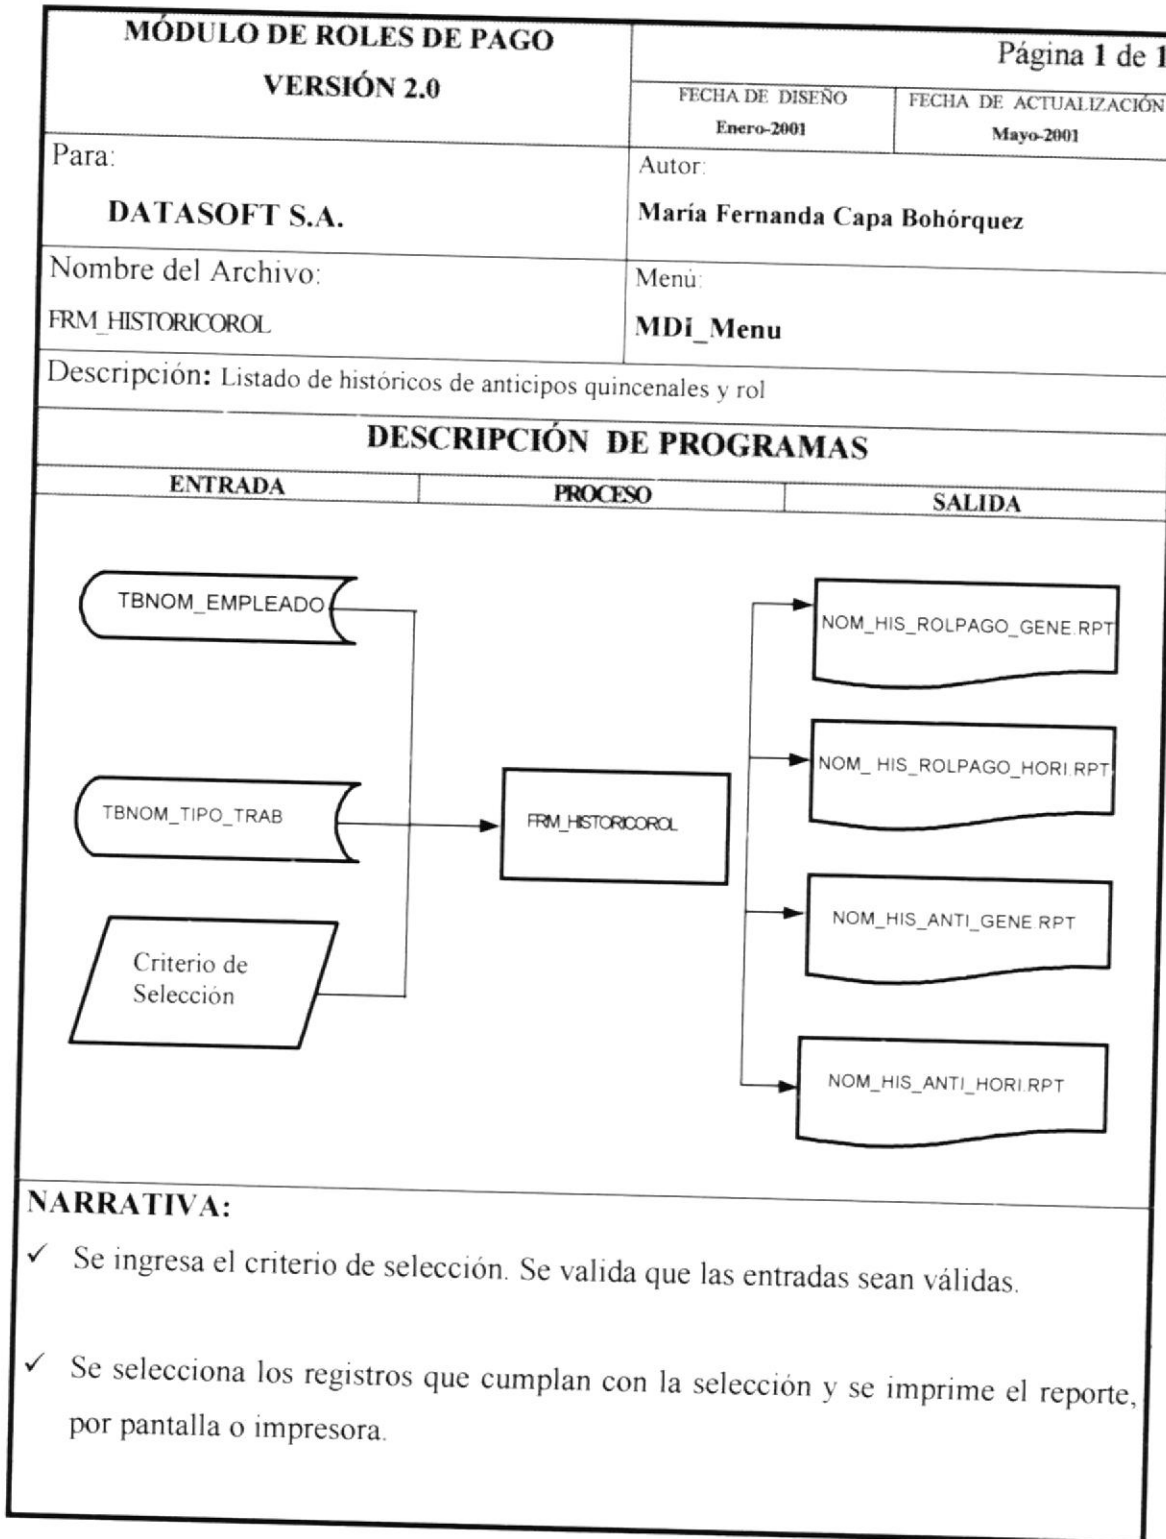 MÓDULO DE ROLES DE PAGO
VERSIÓN 2.0
Página 1 de 1
FECHA DE DISEÑO
Enero-2001
FECHA DE ACTUALIZACIÓN
Mayo-2001
Para:
DATASOFT S.A.
Autor:
María Fernanda Capa Bohórquez
Nombre del Archivo:
FRM_HISTORICOROL
Menú:
MDi_Menu
Descripción: Listado de históricos de anticipos quincenales y rol
DESCRIPCIÓN DE PROGRAMAS
ENTRADA
PROCESO
SALIDA
TBNOM_EMPLEADO
TBNOM_TIPO_TRAB
Criterio de
Selección
FRM_HISTORICOROL
NOM_HIS_ROLPAGO_GENE.RPT
NOM_ HIS_ROLPAGO_HORI.RPT
NOM_HIS_ANTI_GENE.RPT
NOM_HIS_ANTI_HORI.RPT
NARRATIVA:
✓ Se ingresa el criterio de selección. Se valida que las entradas sean válidas.
✓ Se selecciona los registros que cumplan con la selección y se imprime el reporte,
por pantalla o impresora.